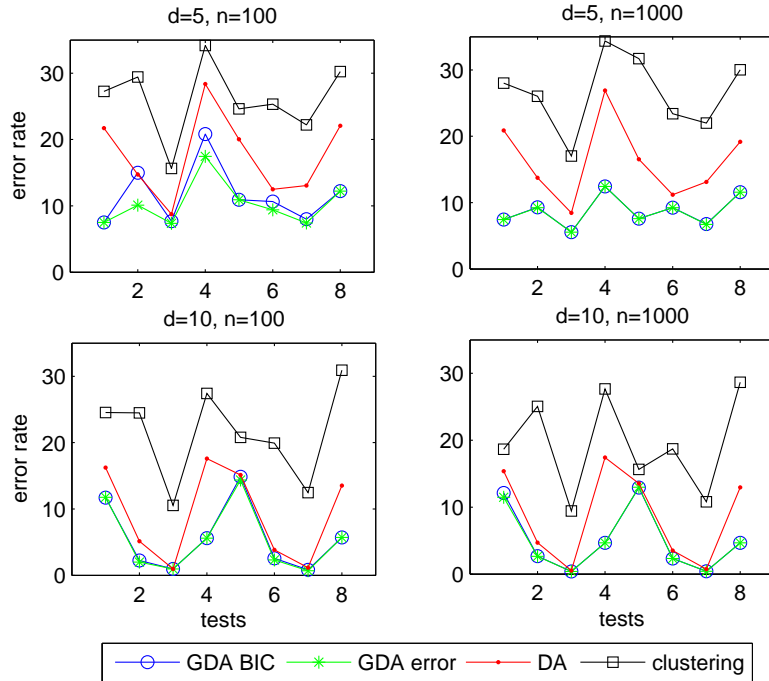 d=5, n=100
d=5, n=1000
error rate
30
20
10
0
2
4
6
8
30
20
10
0
2
4
6
8
d=10, n=100
d=10, n=1000
error rate
30
20
10
0
2
4
6
8
tests
30
20
10
0
2
4
6
8
tests
GDA BIC
GDA error
DA
clustering